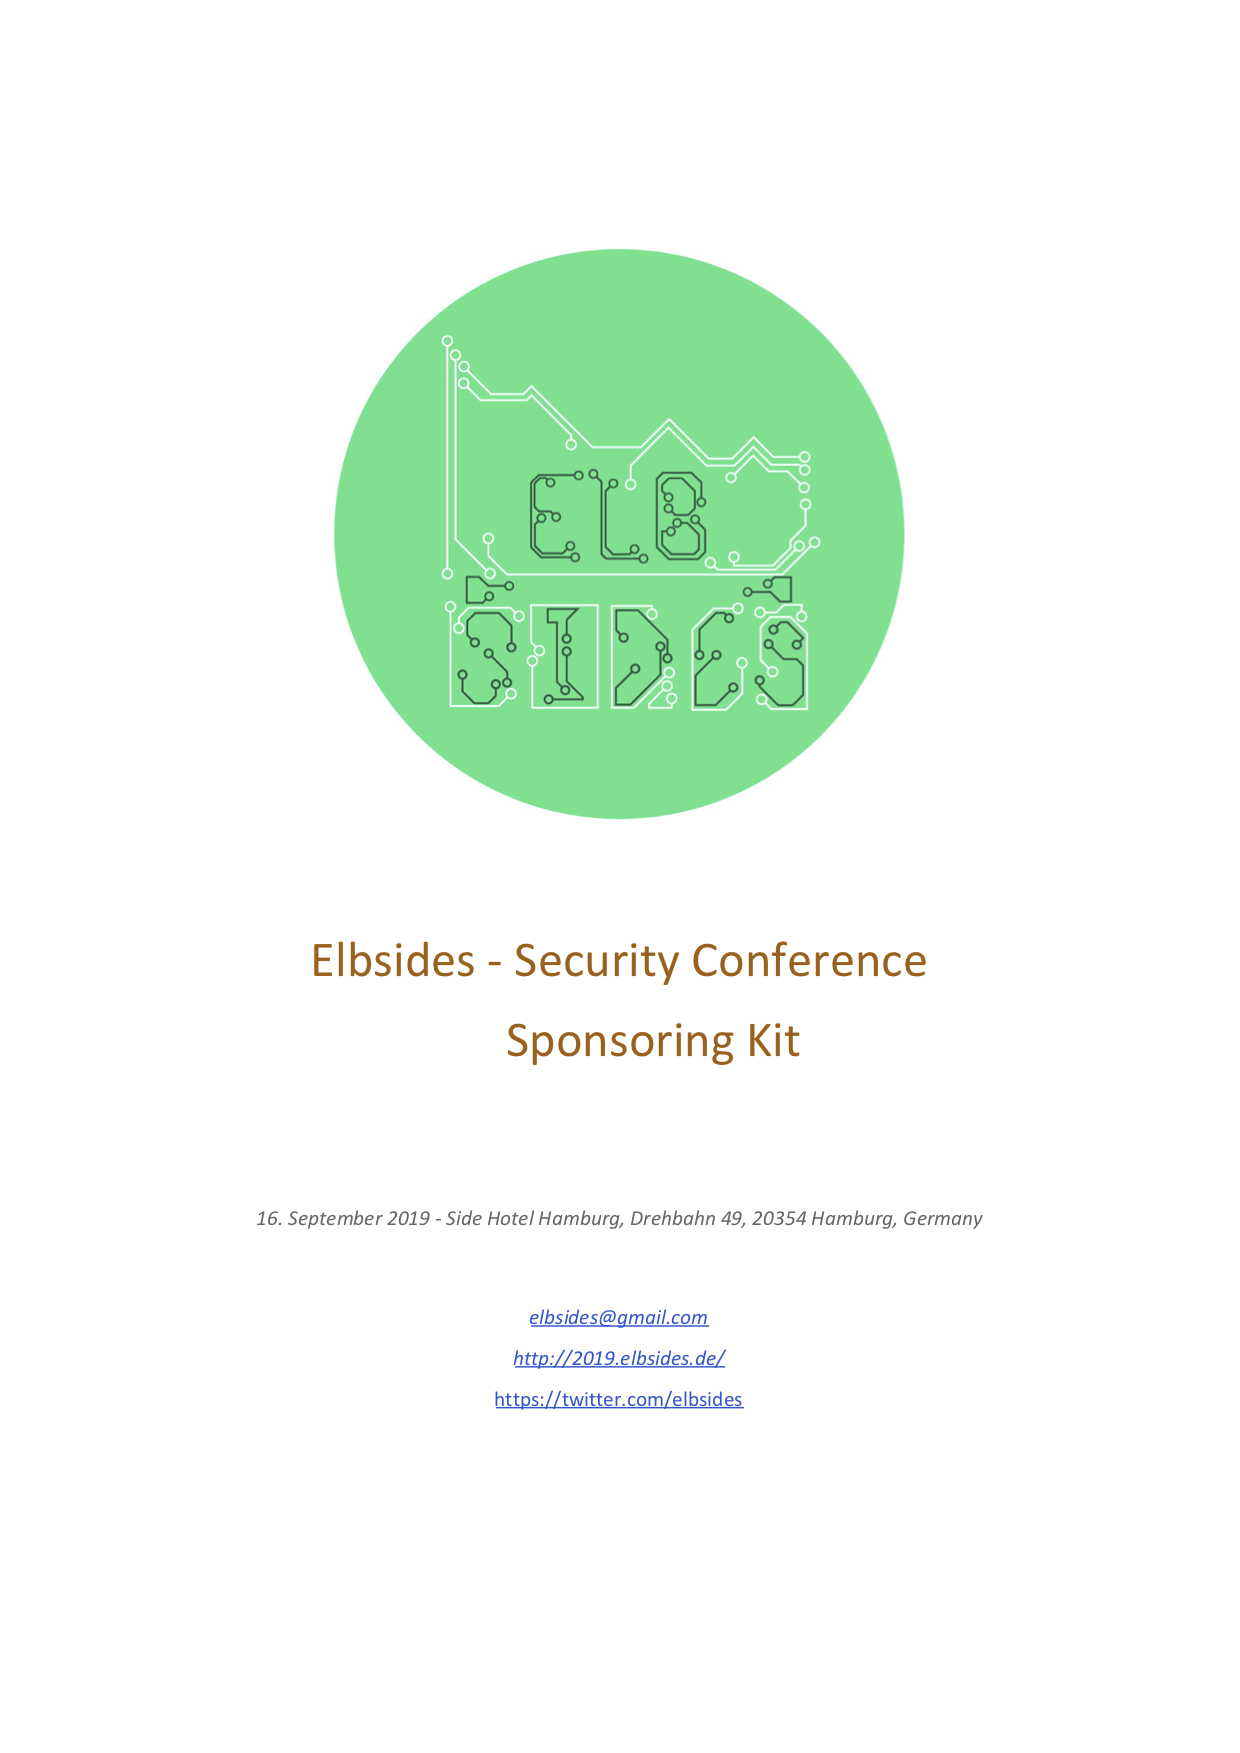 ELB
SIDES
Elbsides - Security Conference
Sponsoring Kit
16. September 2019 - Side Hotel Hamburg, Drehbahn 49, 20354 Hamburg, Germany
elbsides@gmail.com
http://2019.elbsides.de/
https://twitter.com/elbsides